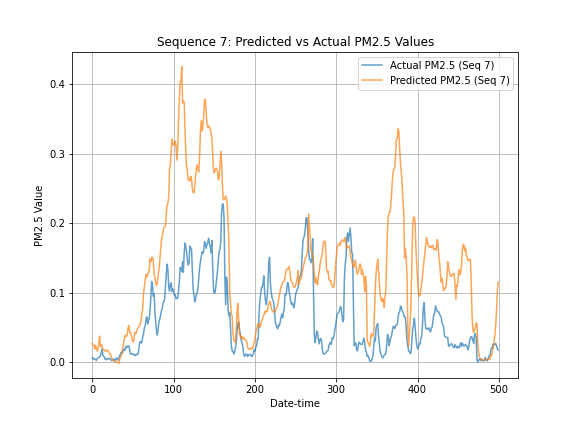 Sequence 7: Predicted vs Actual PM2.5 Values
Actual PM2.5 (Seq 7)
Predicted PM2.5 (Seq 7)
PM2.5 Value
0.4
0.3
0.2
0.1
0.0
0 100 200 300 400 500
Date-time